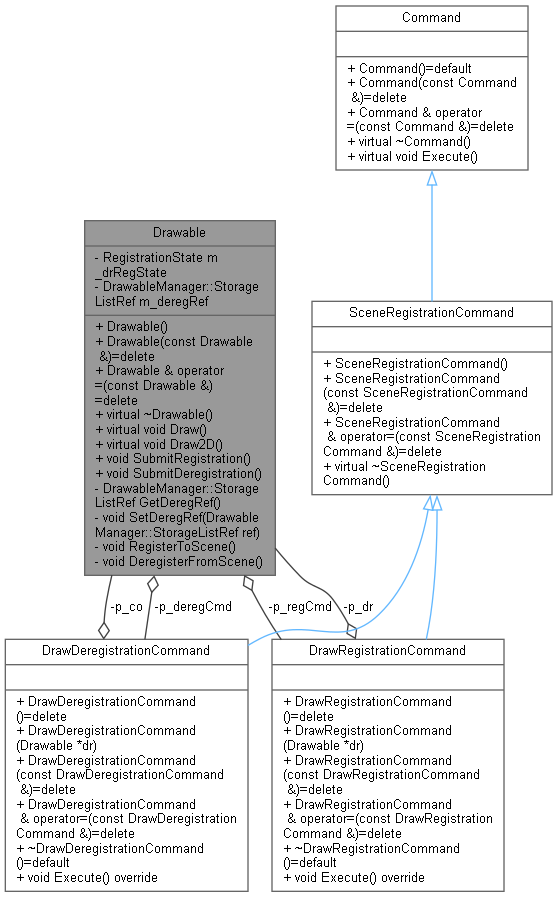 Command
+ Command()=default
+ Command(const Command
&)=delete
+ Command & operator
=(const Command &)=delete
+ virtual ~Command()
+ virtual void Execute()
Drawable
- RegistrationState m
_drRegState
- DrawableManager::Storage
ListRef m_deregRef
+ Drawable()
+ Drawable(const Drawable
&)=delete
+ Drawable & operator
=(const Drawable &)
=delete
+ virtual ~Drawable()
+ virtual void Draw()
+ virtual void Draw2D()
+ void SubmitRegistration()
+ void SubmitDeregistration()
- DrawableManager::Storage
ListRef GetDeregRef()
- void SetDeregRef(Drawable
Manager::StorageListRef ref)
- void RegisterToScene()
- void DeregisterFromScene()
SceneRegistrationCommand
+ SceneRegistrationCommand()
+ SceneRegistrationCommand
(const SceneRegistrationCommand
&)=delete
+ SceneRegistrationCommand
& operator=(const SceneRegistration
Command &)=delete
+ virtual ~SceneRegistration
Command()
-p_co
-p_deregCmd
-p_regCmd
-p_dr
DrawDeregistrationCommand
+ DrawDeregistrationCommand
()=delete
+ DrawDeregistrationCommand
(Drawable *dr)
+ DrawDeregistrationCommand
(const DrawDeregistrationCommand
&)=delete
+ DrawDeregistrationCommand
& operator=(const DrawDeregistration
Command &)=delete
+ ~DrawDeregistrationCommand
()=default
+ void Execute() override
DrawRegistrationCommand
+ DrawRegistrationCommand
()=delete
+ DrawRegistrationCommand
(Drawable *dr)
+ DrawRegistrationCommand
(const DrawRegistrationCommand
&)=delete
+ DrawRegistrationCommand
& operator=(const DrawRegistration
Command &)=delete
+ ~DrawRegistrationCommand
()=default
+ void Execute() override